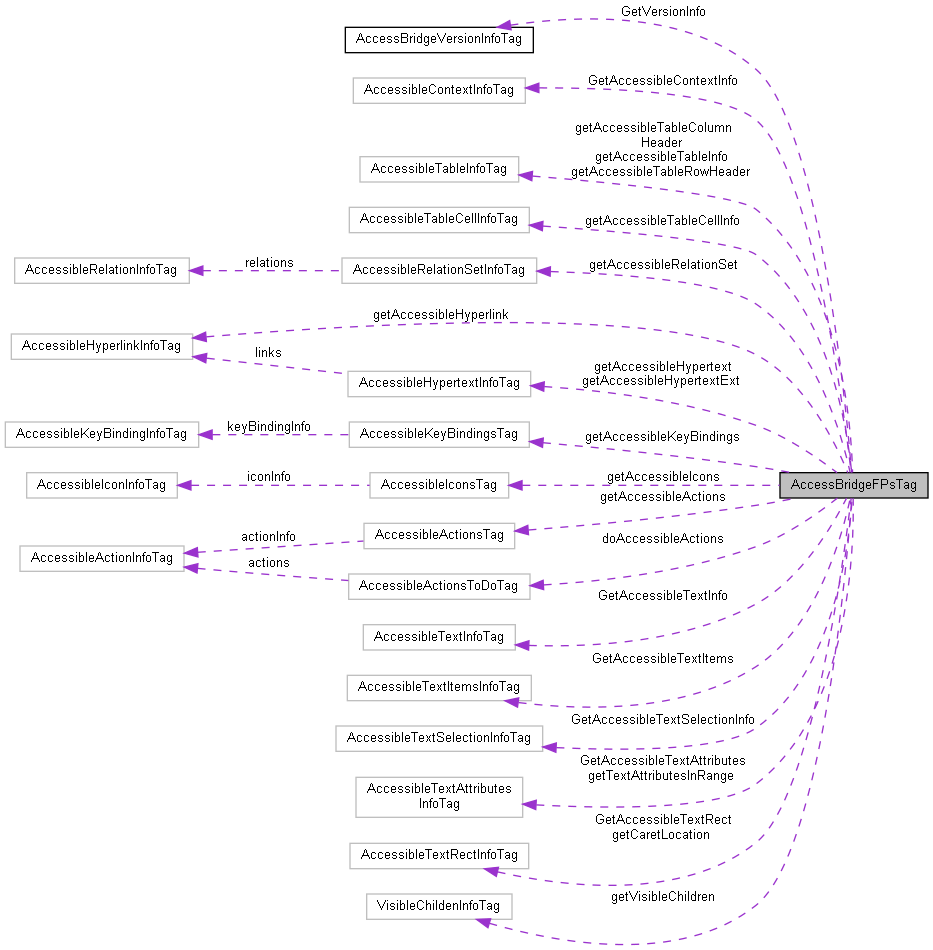 GetVersionInfo
AccessBridgeVersionInfoTag
GetAccessibleContextInfo
AccessibleContextInfoTag
getAccessibleTableColumn
Header
getAccessibleTableInfo
getAccessibleTableRowHeader
AccessibleTableInfoTag
AccessibleTableCellInfoTag
getAccessibleTableCellInfo
AccessibleRelationInfoTag
relations
AccessibleRelationSetInfoTag
getAccessibleRelationSet
getAccessibleHyperlink
AccessibleHyperlinkInfoTag
links
AccessibleHypertextInfoTag
getAccessibleHypertext
getAccessibleHypertextExt
AccessibleKeyBindingInfoTag
keyBindingInfo
AccessibleKeyBindingsTag
getAccessibleKeyBindings
AccessibleIconInfoTag
iconInfo
AccessibleIconsTag
getAccessibleIcons
AccessBridgeFPsTag
getAccessibleActions
AccessibleActionsTag
actionInfo
doAccessibleActions
AccessibleActionInfoTag
actions
AccessibleActionsToDoTag
GetAccessibleTextInfo
AccessibleTextInfoTag
GetAccessibleTextItems
AccessibleTextItemsInfoTag
GetAccessibleTextSelectionInfo
AccessibleTextSelectionInfoTag
GetAccessibleTextAttributes
getTextAttributesInRange
AccessibleTextAttributes
InfoTag
GetAccessibleTextRect
getCaretLocation
AccessibleTextRectInfoTag
getVisibleChildren
VisibleChildenInfoTag